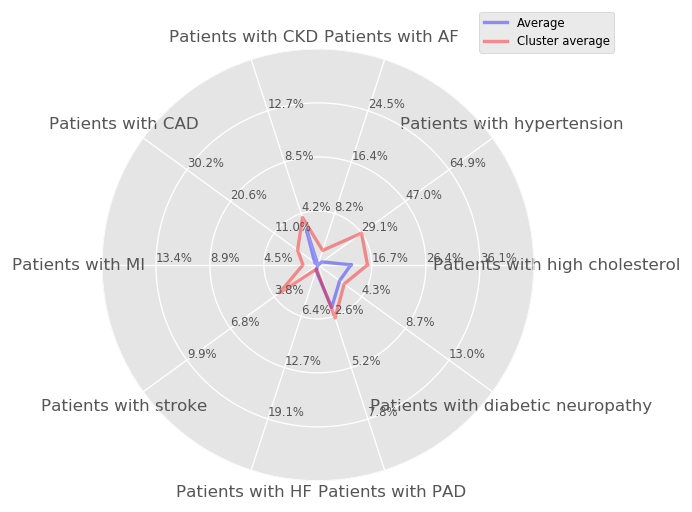 Average
Cluster average
Patients with CKD
Patients with AF
12.7%
24.5%
Patients with CAD
Patients with hypertension
30.2%
8.5%
16.4%
64.9%
20.6%
47.0%
4.2%
8.2%
11.0%
29.1%
Patients with MI
13.4%
8.9%
4.5%
16.7%
26.4%
36.1%
Patients with high cholesterol
3.8%
4.3%
6.4%
2.6%
6.8%
8.7%
9.9%
12.7%
5.2%
13.0%
Patients with stroke
19.1%
7.8%
Patients with diabetic neuropathy
Patients with HF
Patients with PAD